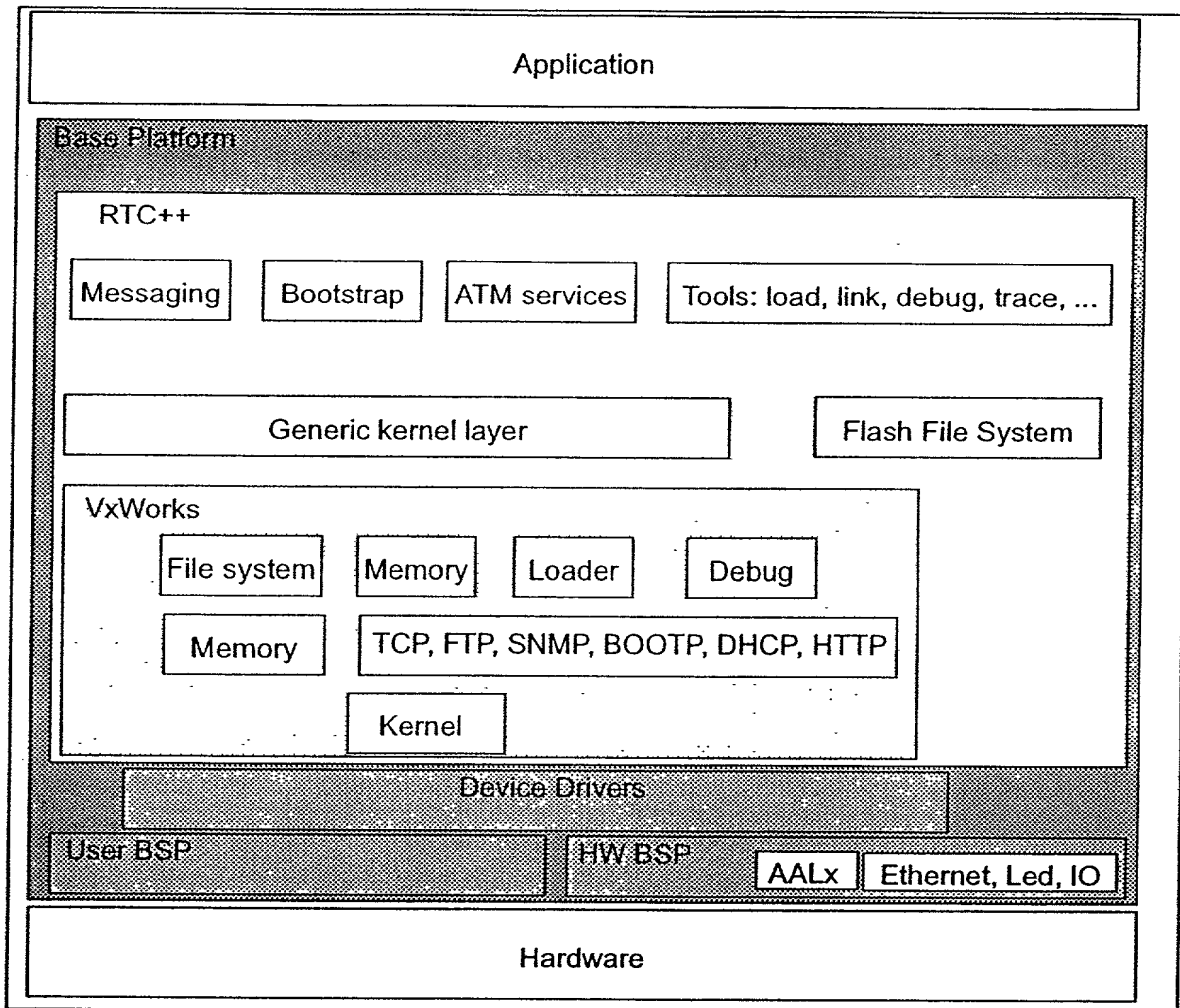 Application
Base Platform
RTC++
Messaging
Bootstrap
ATM services
Tools: load, link, debug, trace, ...
Generic kernel layer
Flash File System
VxWorks
File system
Memory
Loader
Debug
Memory
TCP, FTP, SNMP, BOOTP, DHCP, HTTP
Kernel
Device Drivers
User BSP
HW BSP
AALx
Ethernet, Led, IO
Hardware